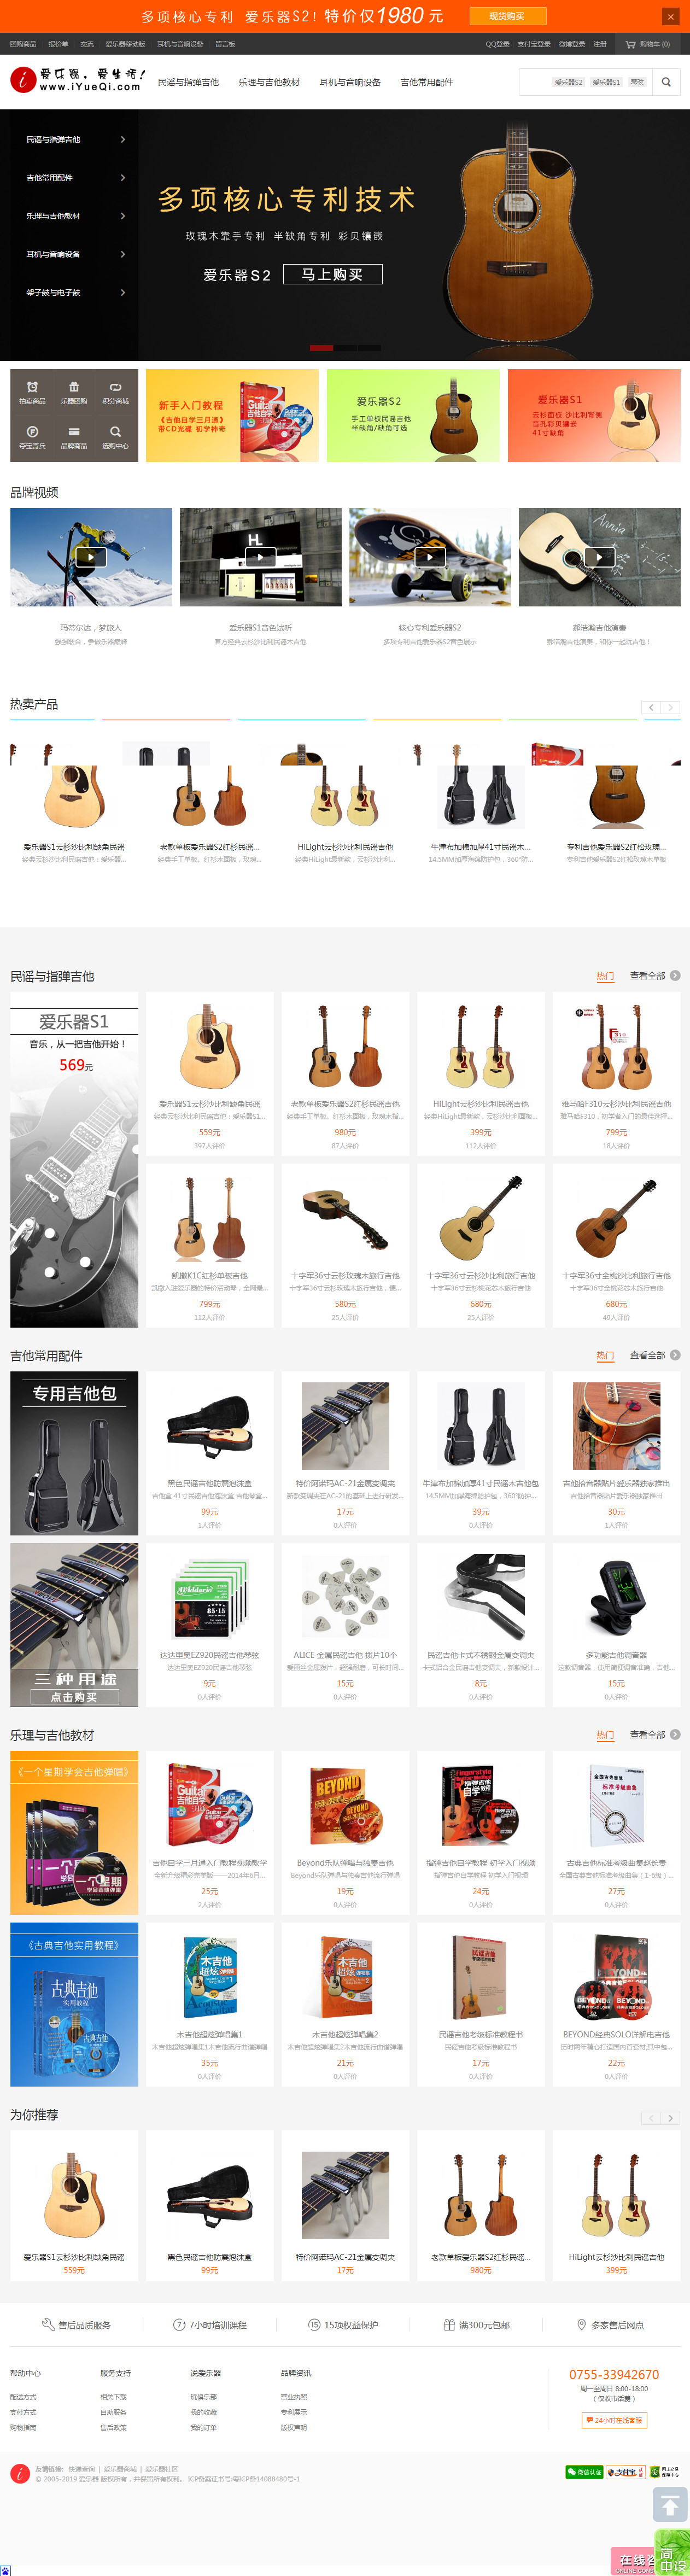 多项核心专利 爱乐器S2! 特价仅1980元 现货购买
团购商品 报价单 交流 爱乐器移动版 耳机与音响设备 留言板 QQ登录 支付宝登录 微博登录 注册 购物车 (0)
爱乐器，爱生活！
www.iYueQi.com
民谣与指弹吉他 乐理与吉他教材 耳机与音响设备 吉他常用配件
爱乐器S2 爱乐器S1 琴弦
民谣与指弹吉他
吉他常用配件
乐理与吉他教材
耳机与音响设备
架子鼓与电子鼓
多项核心专利技术
玫瑰木靠手专利 半缺角专利 彩贝镶嵌
爱乐器S2 马上购买
拍卖商品 乐器团购 积分商城
夺宝奇兵 品牌商品 选购中心
新手入门教程
《吉他自学三月通》
带CD光碟 初学神奇
爱乐器S2
手工单板民谣吉他
半缺角/缺角可选
爱乐器S1
云杉面板 沙比利背侧
音孔彩贝镶嵌
41寸缺角
品牌视频
玛蒂尔达，梦旅人 爱乐器S1音色试听 核心专利爱乐器S2 郝浩瀚吉他演奏
强强联合，争做乐器巅峰 官方经典云杉沙比利民谣木吉他 多项专利吉他爱乐器S2音色展示 郝浩瀚吉他演奏，和你一起玩吉他！
热卖产品
爱乐器S1云杉沙比利缺角民谣 老款单板爱乐器S2红杉民谣... HiLight云杉沙比利民谣吉他 牛津布加棉加厚41寸民谣木... 专利吉他爱乐器S2红松玫瑰...
经典云杉沙比利民谣吉他：爱乐器... 经典手工单板。红杉木面板，玫瑰... 经典HiLight最新款，云杉沙比利... 14.5MM加厚海绵防护包，360°防... 专利吉他爱乐器S2红松玫瑰木单板
民谣与指弹吉他 热门 查看全部
爱乐器S1
音乐，从一把吉他开始！
569元
爱乐器S1云杉沙比利缺角民谣 老款单板爱乐器S2红杉民谣吉他 HiLight云杉沙比利民谣吉他 雅马哈F310云杉沙比利民谣吉他
经典云杉沙比利民谣吉他：爱乐器S1... 经典手工单板。红杉木面板，玫瑰木指... 经典HiLight最新款，云杉沙比利面板... 雅马哈F310，初学者入门的最佳选择...
559元 980元 399元 799元
397人评价 87人评价 112人评价 18人评价
凯撒K1C红杉单板吉他 十字军36寸云杉玫瑰木旅行吉他 十字军36寸云杉沙比利旅行吉他 十字军36寸全桃沙比利旅行吉他
凯撒入驻爱乐器的特价活动琴，全网最... 十字军36寸云杉玫瑰木旅行吉他，便... 十字军36寸云杉桃花芯木旅行吉他 十字军36寸全桃花芯木吉他
799元 580元 680元 680元
112人评价 25人评价 25人评价 49人评价
吉他常用配件 热门 查看全部
专用吉他包
黑色民谣吉他防震泡沫盒 特价阿诺玛AC-21金属变调夹 牛津布加棉加厚41寸民谣木吉他包 吉他拾音器贴片爱乐器独家推出
吉他盒 41寸民谣吉他泡沫盒 吉他琴盒... 新款变调夹在AC-21的基础上进行研发... 14.5MM加厚海绵防护包，360°防护... 吉他拾音器贴片爱乐器独家推出
99元 17元 39元 30元
1人评价 0人评价 0人评价 1人评价
三种用途
点击购买
达达里奥EZ920民谣吉他琴弦 ALICE 金属民谣吉他 拨片10个 民谣吉他卡式不锈钢金属变调夹 多功能吉他调音器
达达里奥EZ920民谣吉他琴弦 爱丽丝金属拨片，超强耐磨，可长时间... 卡式铝合金民谣吉他变调夹，新款设计... 这款调音器，使用简便调音准确，吉他...
9元 15元 8元 15元
0人评价 0人评价 0人评价 0人评价
乐理与吉他教材 热门 查看全部
《一个星期学会吉他弹唱》
吉他自学三月通入门教程视频教学 Beyond乐队弹唱与独奏吉他 指弹吉他自学教程 初学入门视频 古典吉他标准考级曲集赵长贵
全新升级精彩完美版——2014年6月... Beyond乐队弹唱与独奏吉他流行曲谱 指弹吉他自学教程 初学入门视频 全国古典吉他标准考级曲集（1-6级）...
25元 19元 24元 27元
2人评价 0人评价 0人评价 0人评价
《古典吉他实用教程》
木吉他超炫弹唱集1 木吉他超炫弹唱集2 民谣吉他考级标准教程书 BEYOND经典SOLO详解电吉他
木吉他超炫弹唱集1木吉他流行曲谱弹唱 木吉他超炫弹唱集2木吉他流行曲谱弹唱 民谣吉他考级标准教程书 历时两年精心打造国内首部材,其中包...
35元 21元 17元 22元
0人评价 0人评价 0人评价 0人评价
为你推荐
爱乐器S1云杉沙比利缺角民谣 黑色民谣吉他防震泡沫盒 特价阿诺玛AC-21金属变调夹 老款单板爱乐器S2红杉民谣... HiLight云杉沙比利民谣吉他
559元 99元 17元 980元 399元
售后品质服务 7小时培训课程 15项权益保护 满300元包邮 多家售后网点
帮助中心 服务支持 说爱乐器 品牌资讯 0755-33942670
配送方式 相关下载 玩俱乐部 营业执照 周一至周日 8:00-18:00
支付方式 自助服务 我的收藏 专利展示 （仅收市话费）
购物指南 售后政策 我的订单 版权声明 24小时在线客服
友情链接: 快递查询 | 爱乐器商城 | 爱乐器社区
© 2005-2019 爱乐器 版权所有，并保留所有权利。 ICP备案证书号:粤ICP备14088480号-1
微信认证 支付宝
简
中文